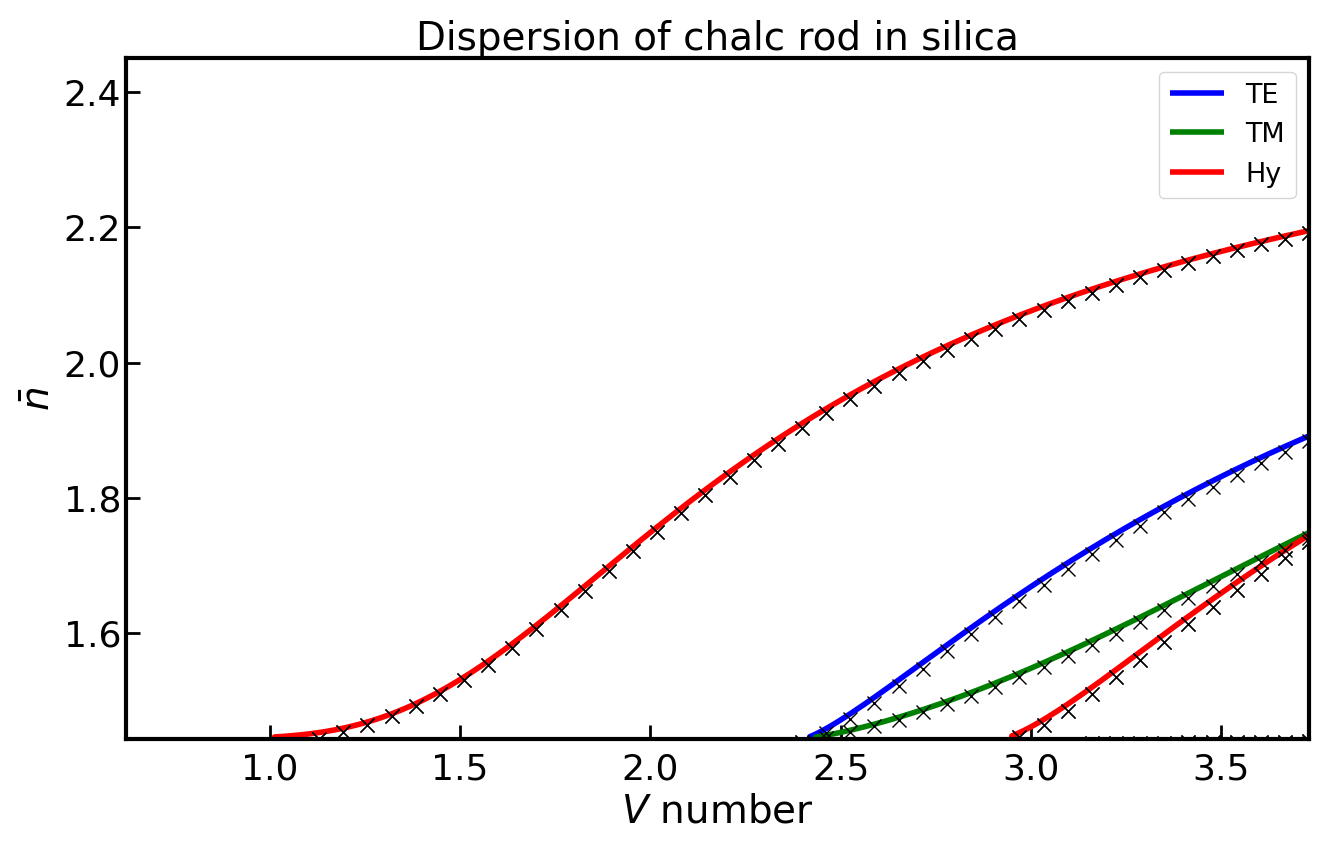 Dispersion of chalc rod in silica
TE
TM
Hy
2.4
2.2
2.0
1.8
1.6
n̄
1.0 1.5 2.0 2.5 3.0 3.5
V number